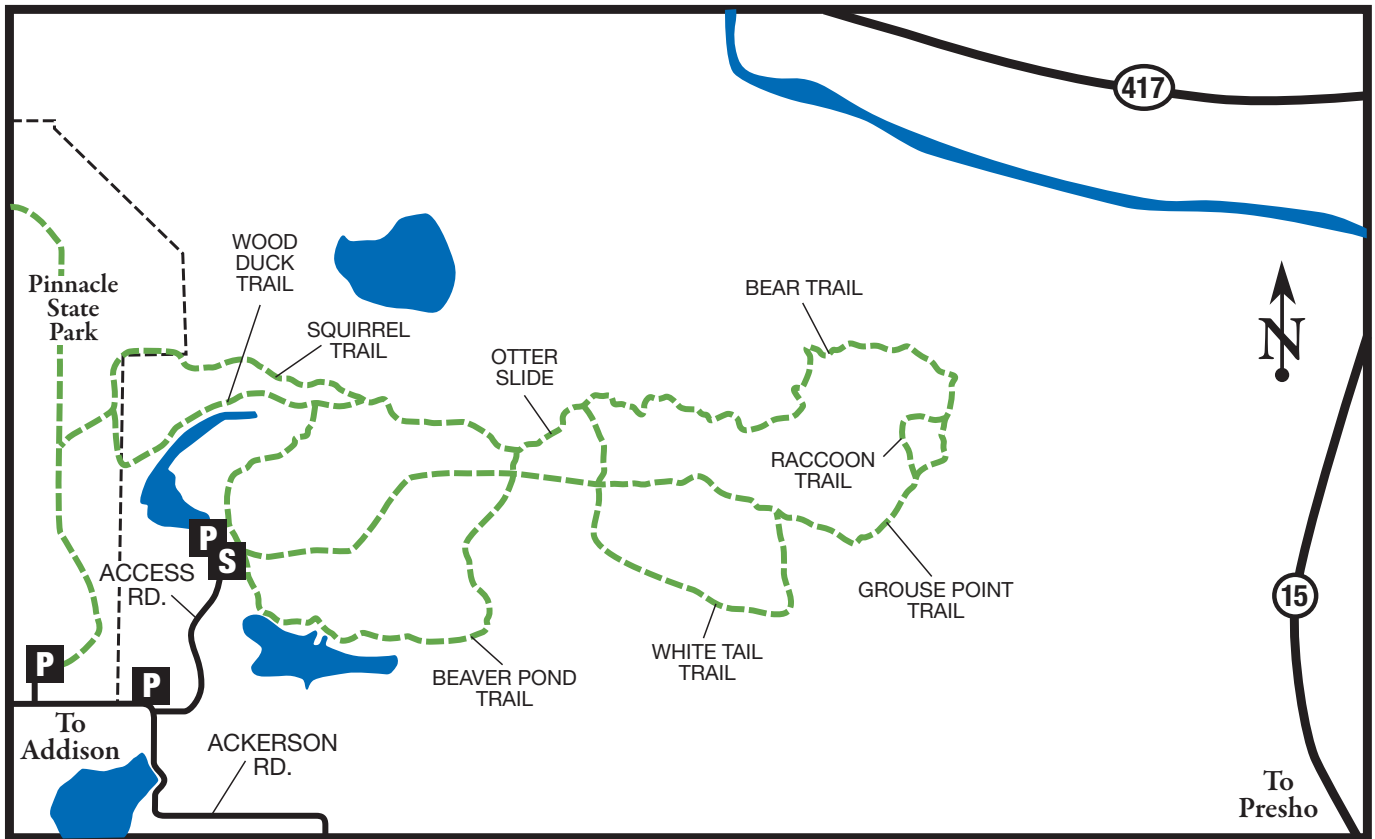 417
WOOD
DUCK
TRAIL
Pinnacle
State
Park
BEAR TRAIL
SQUIRREL
TRAIL
N
OTTER
SLIDE
RACCOON
TRAIL
P
S
ACCESS
RD.
GROUSE POINT
TRAIL
15
WHITE TAIL
TRAIL
P
P
BEAVER POND
TRAIL
To
Addison
ACKERSON
RD.
To
Presho